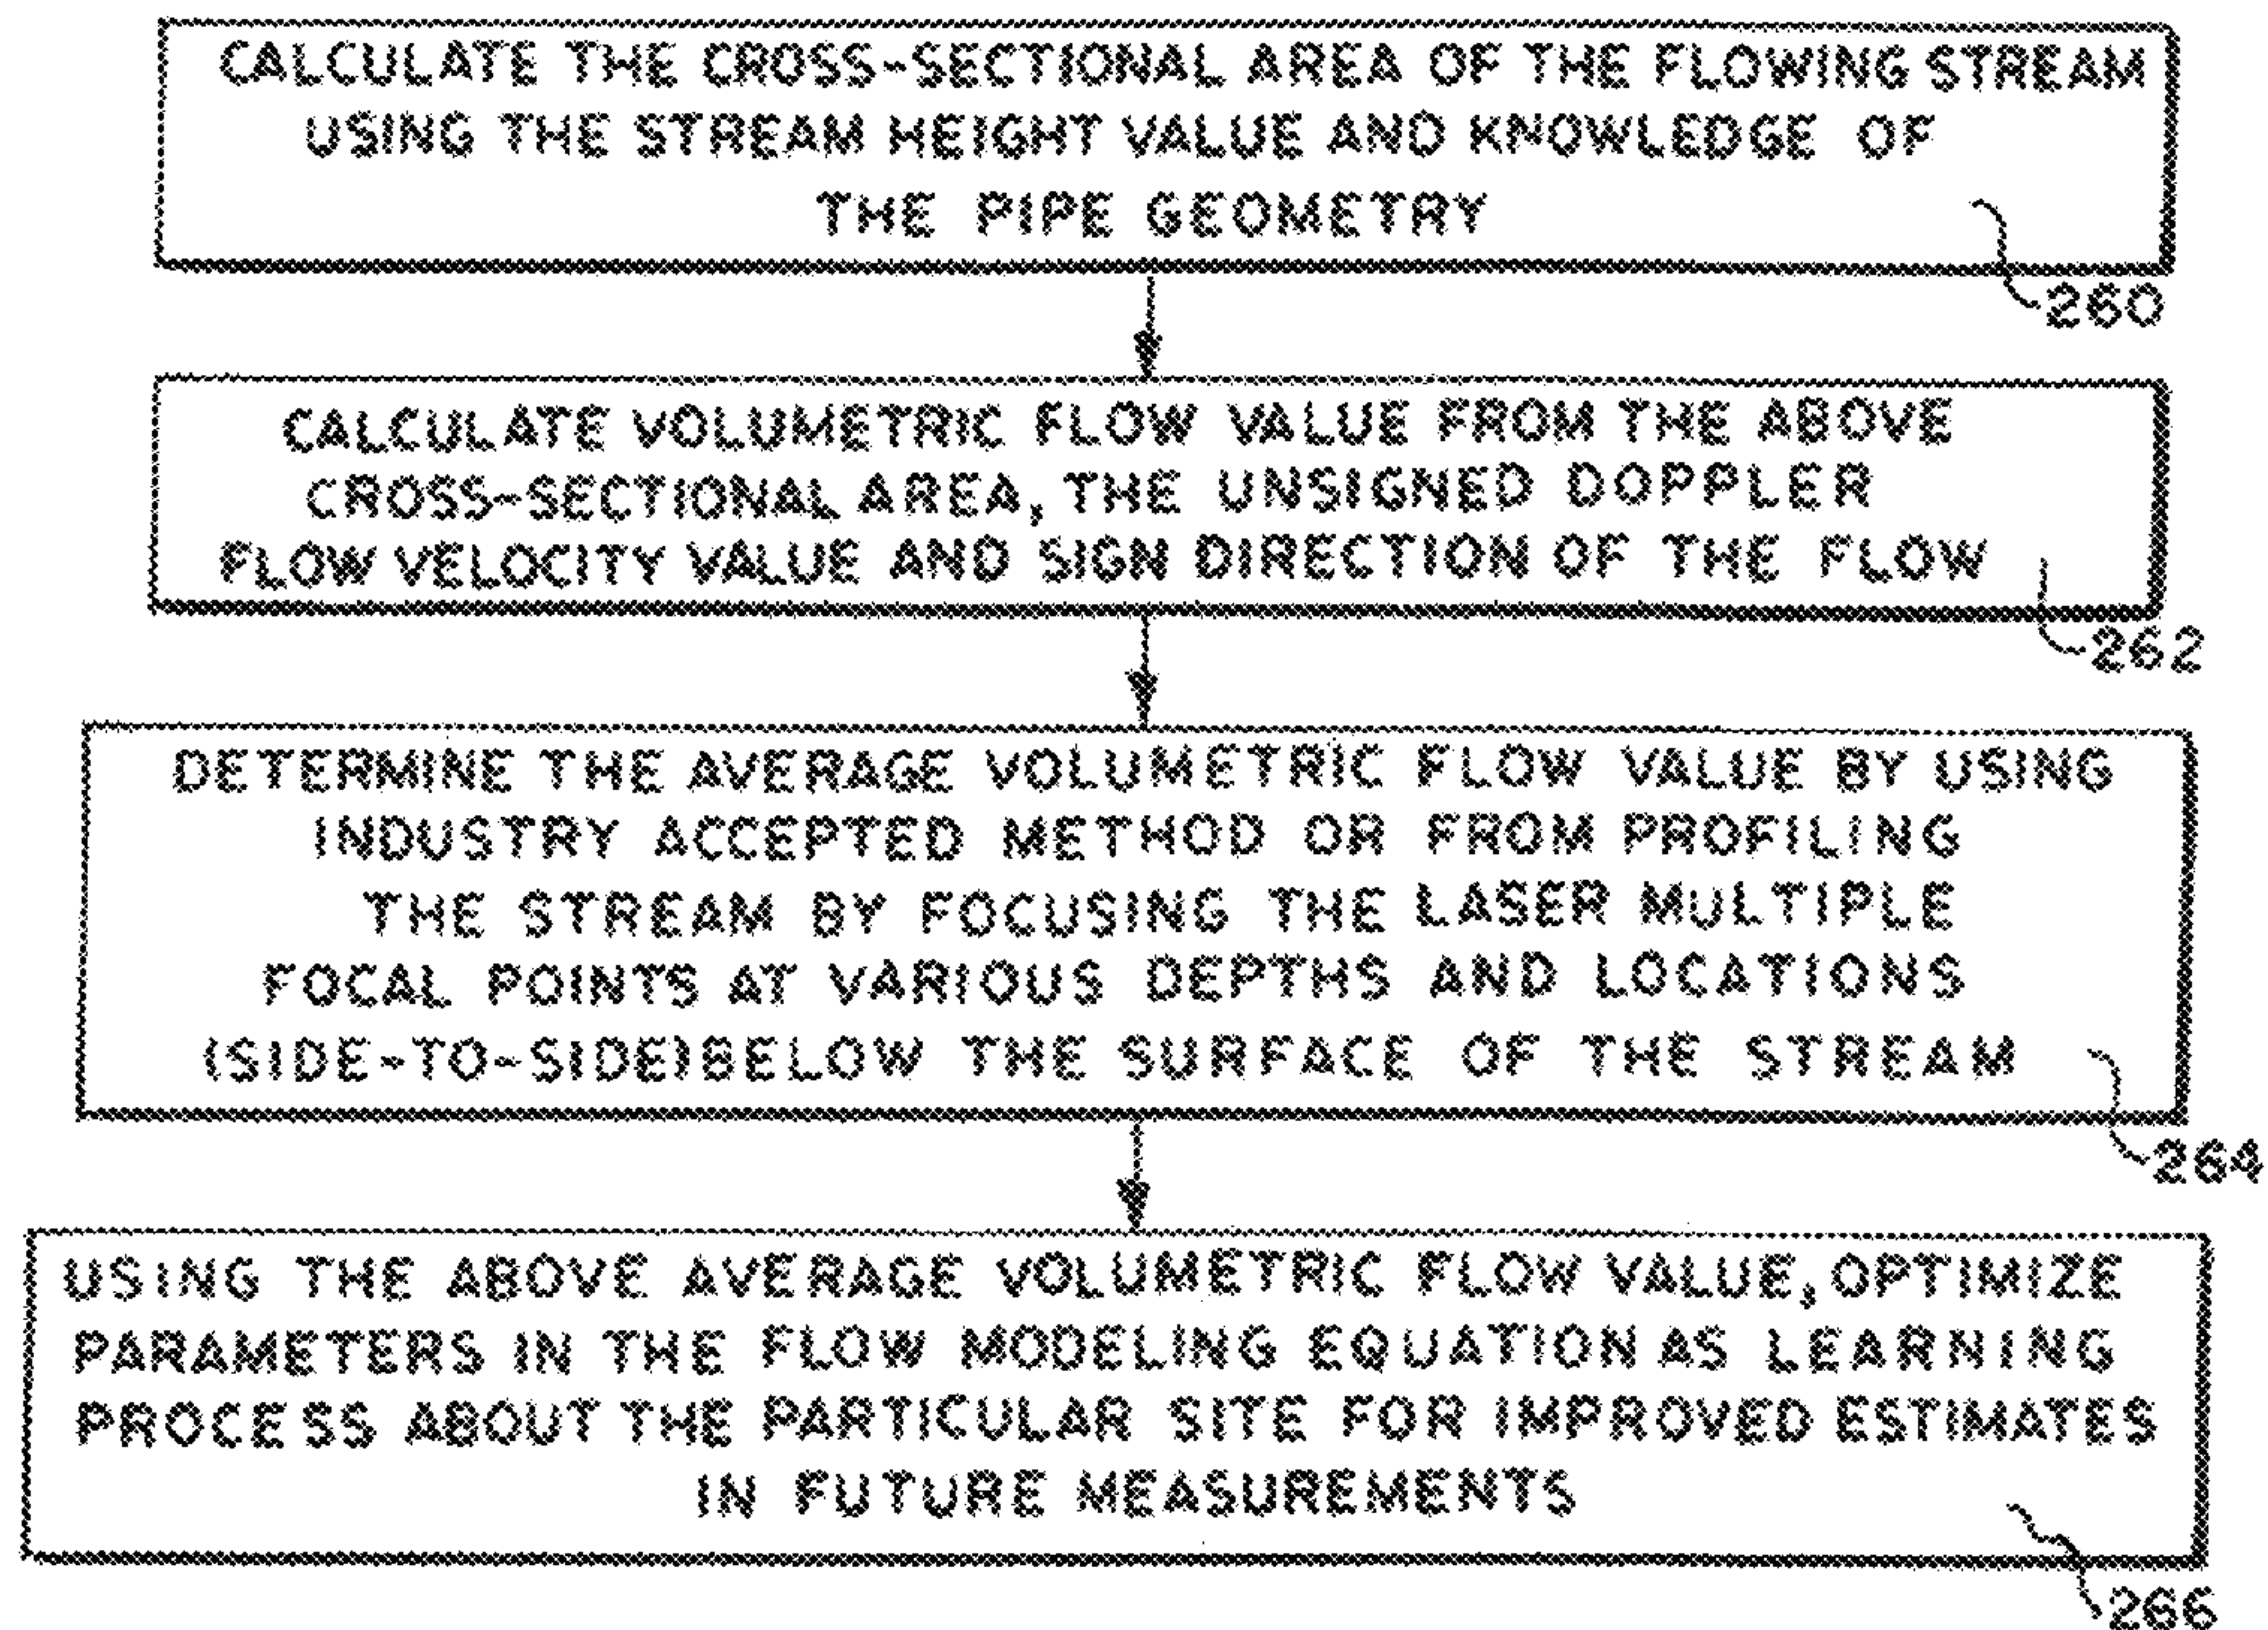 CALCULATE THE CROSS-SECTIONAL AREA OF THE FLOWING STREAM
USING THE STREAM HEIGHT VALUE AND KNOWLEDGE OF
THE PIPE GEOMETRY
260
CALCULATE VOLUMETRIC FLOW VALUE FROM THE ABOVE
CROSS-SECTIONAL AREA, THE UNSIGNED DOPPLER
FLOW VELOCITY VALUE AND SIGN DIRECTION OF THE FLOW
262
DETERMINE THE AVERAGE VOLUMETRIC FLOW VALUE BY USING
INDUSTRY ACCEPTED METHOD OR FROM PROFILING
THE STREAM BY FOCUSING THE LASER MULTIPLE
FOCAL POINTS AT VARIOUS DEPTHS AND LOCATIONS
(SIDE-TO-SIDE) BELOW THE SURFACE OF THE STREAM
264
USING THE ABOVE AVERAGE VOLUMETRIC FLOW VALUE, OPTIMIZE
PARAMETERS IN THE FLOW MODELING EQUATION AS LEARNING
PROCESS ABOUT THE PARTICULAR SITE FOR IMPROVED ESTIMATES
IN FUTURE MEASUREMENTS
266